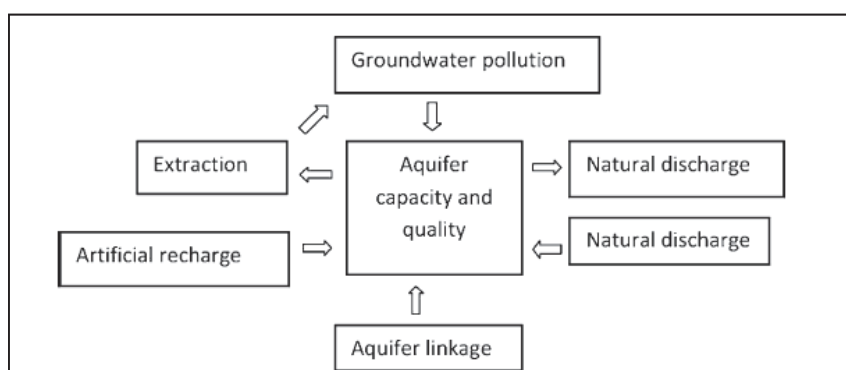 Groundwater pollution
Extraction
Aquifer
capacity and
quality
Natural discharge
Artificial recharge
Natural discharge
Aquifer linkage